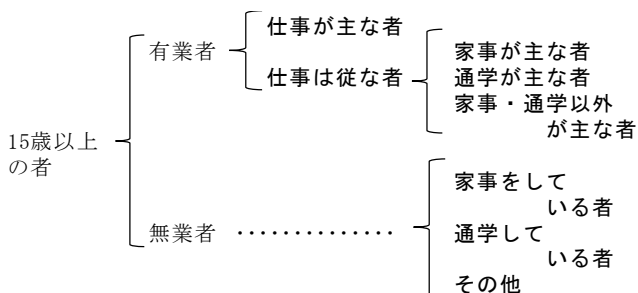 仕事が主な者
有業者
家事が主な者
仕事は従な者
通学が主な者
家事・通学以外
が主な者
15歳以上
の者
家事をして
いる者
無業者 ‥‥‥‥‥‥‥
通学して
いる者
その他